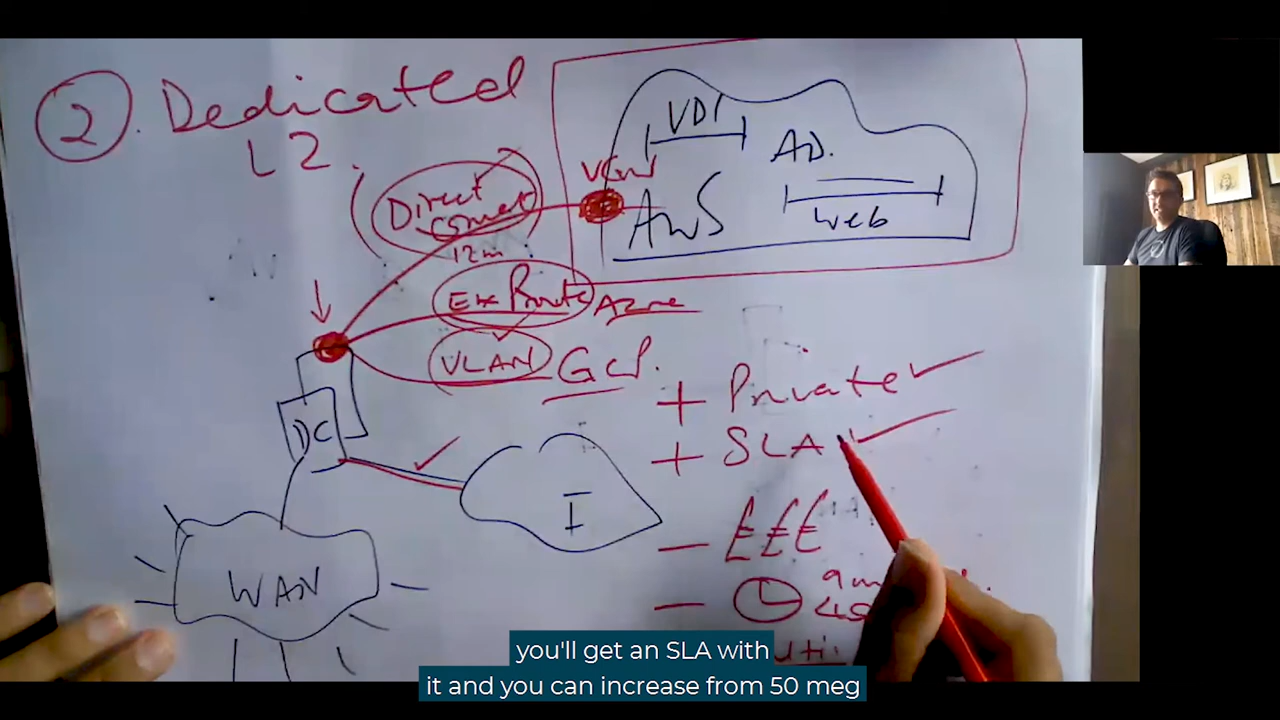 2. Dedicated
L2.
Direct
Connect
12m
VGW
VDI
AD.
AWS
Web
Ex Route Azure
VLAN GCP.
DC
I
WAN
+ Private ✓
+ SLA ✓
- £££
-
you'll get an SLA with
it and you can increase from 50 meg